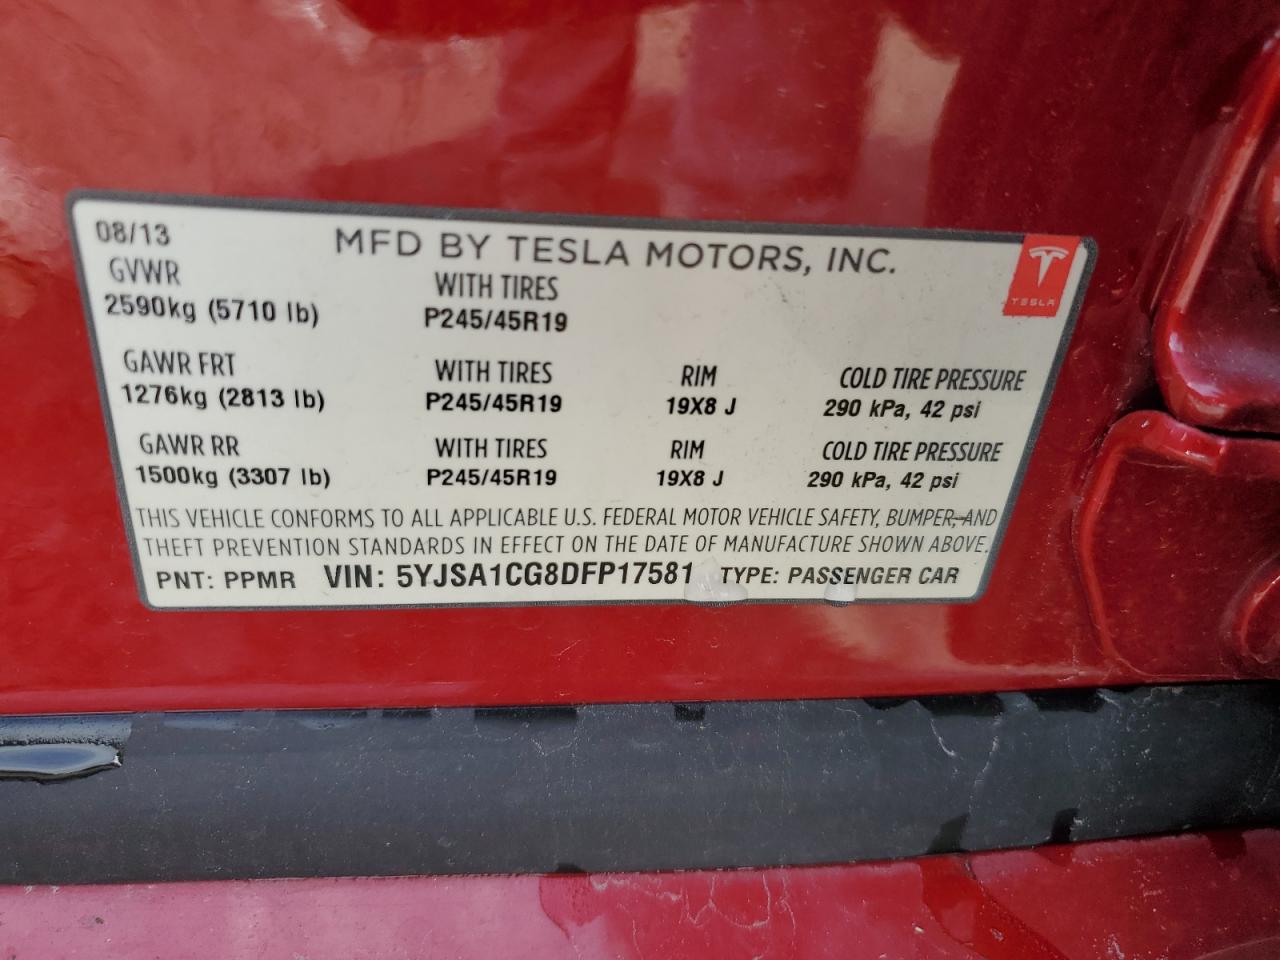 08/13 MFD BY TESLA MOTORS, INC.
GVWR WITH TIRES
2590kg (5710 lb) P245/45R19
TESLA
GAWR FRT WITH TIRES RIM COLD TIRE PRESSURE
1276kg (2813 lb) P245/45R19 19X8 J 290 kPa, 42 psi
GAWR RR WITH TIRES RIM COLD TIRE PRESSURE
1500kg (3307 lb) P245/45R19 19X8 J 290 kPa, 42 psi
THIS VEHICLE CONFORMS TO ALL APPLICABLE U.S. FEDERAL MOTOR VEHICLE SAFETY, BUMPER, AND
THEFT PREVENTION STANDARDS IN EFFECT ON THE DATE OF MANUFACTURE SHOWN ABOVE.
PNT: PPMR VIN: 5YJSA1CG8DFP17581 TYPE: PASSENGER CAR